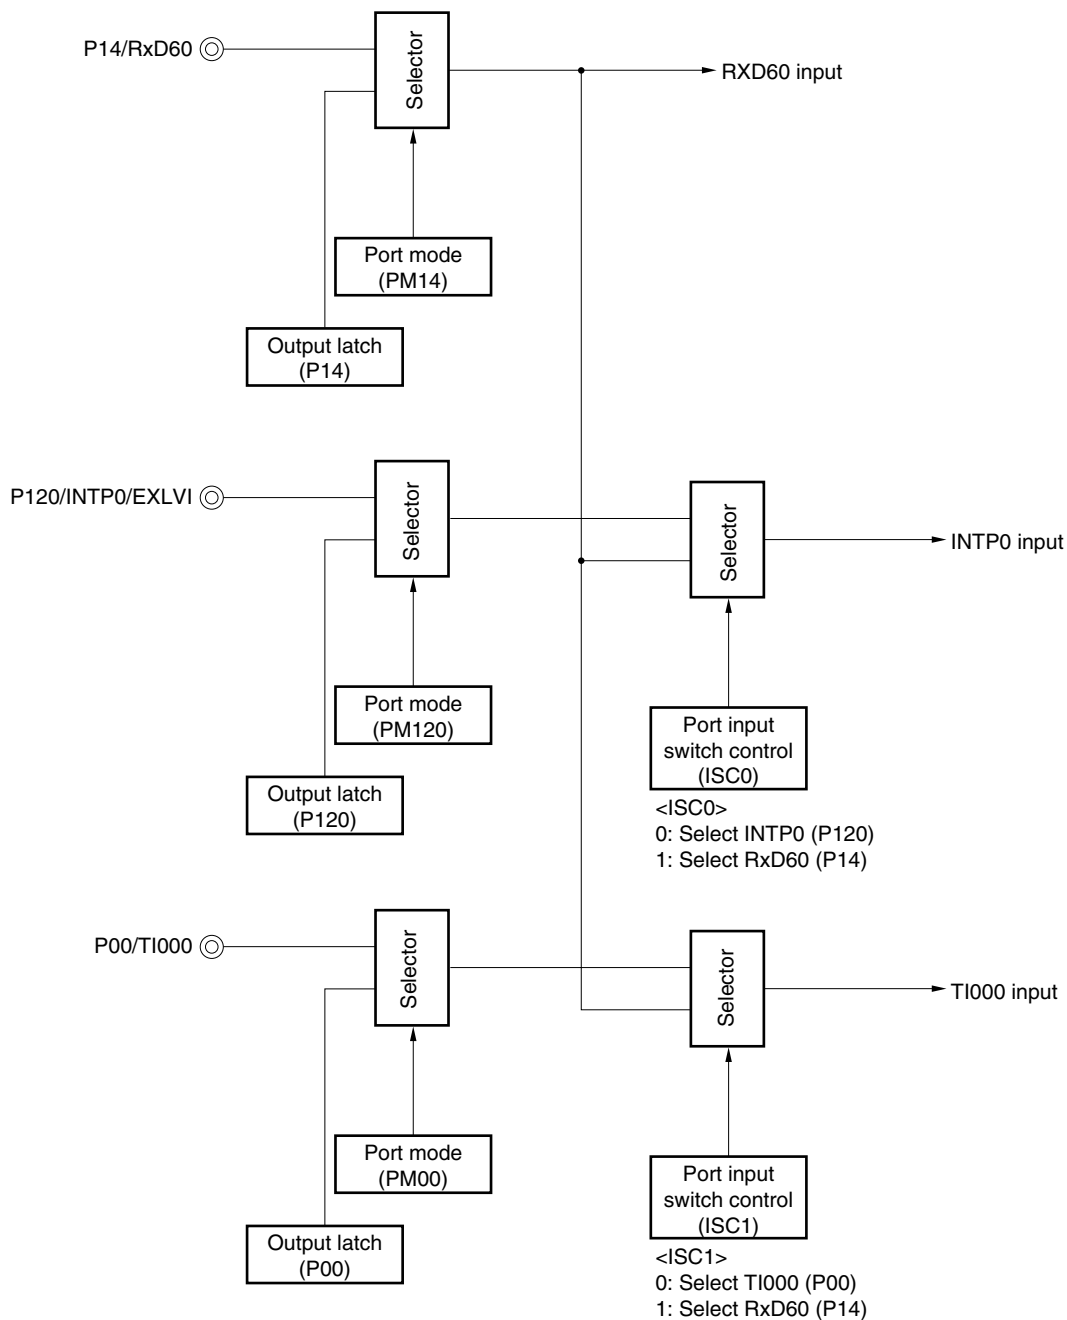 P14/RxD60
Selector
RXD60 input
Port mode
(PM14)
Output latch
(P14)
P120/INTP0/EXLVI
Selector
Selector
INTP0 input
Port mode
(PM120)
Port input
switch control
(ISC0)
Output latch
(P120)
<ISC0>
0: Select INTP0 (P120)
1: Select RxD60 (P14)
P00/TI000
Selector
Selector
TI000 input
Port mode
(PM00)
Port input
switch control
(ISC1)
Output latch
(P00)
<ISC1>
0: Select TI000 (P00)
1: Select RxD60 (P14)